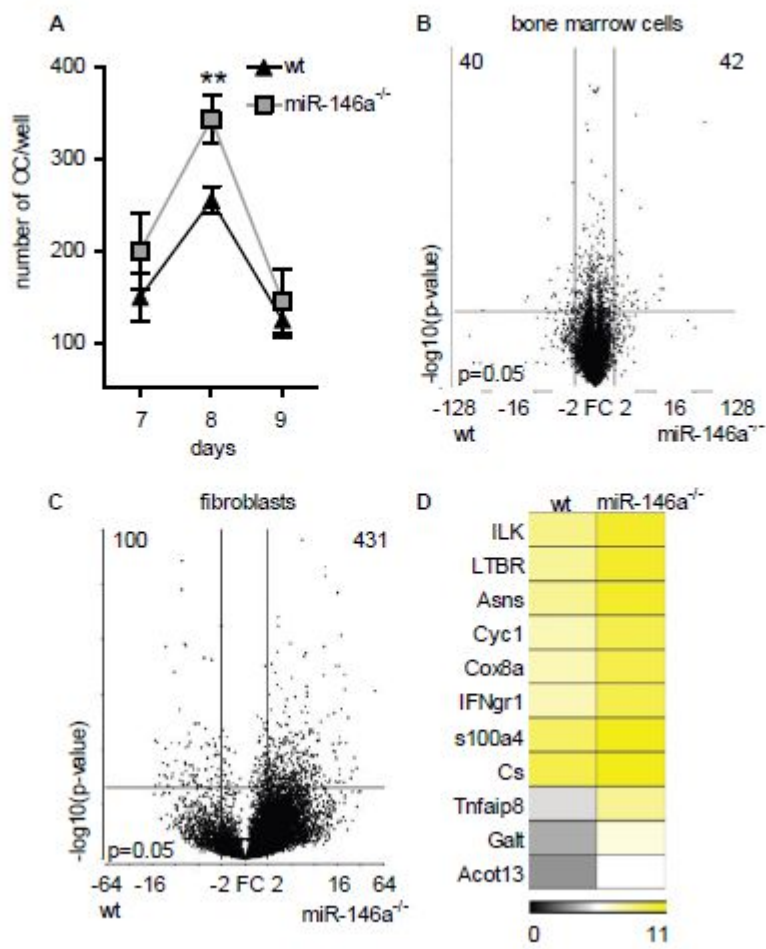 A
400
300
200
100
number of OC/well
7 8 9
days
**
wt
miR-146a-/-
B bone marrow cells
40 42
-log10(p-value)
p=0.05
-128 -16 -2 FC 2 16 128
wt miR-146a-/-
C fibroblasts
100 431
-log10(p-value)
p=0.05
-64 -16 -2 FC 2 16 64
wt miR-146a-/-
D
wt miR-146a-/-
ILK
LTBR
Asns
Cyc1
Cox8a
IFNgr1
s100a4
Cs
Tnfaip8
Galt
Acot13
0 11